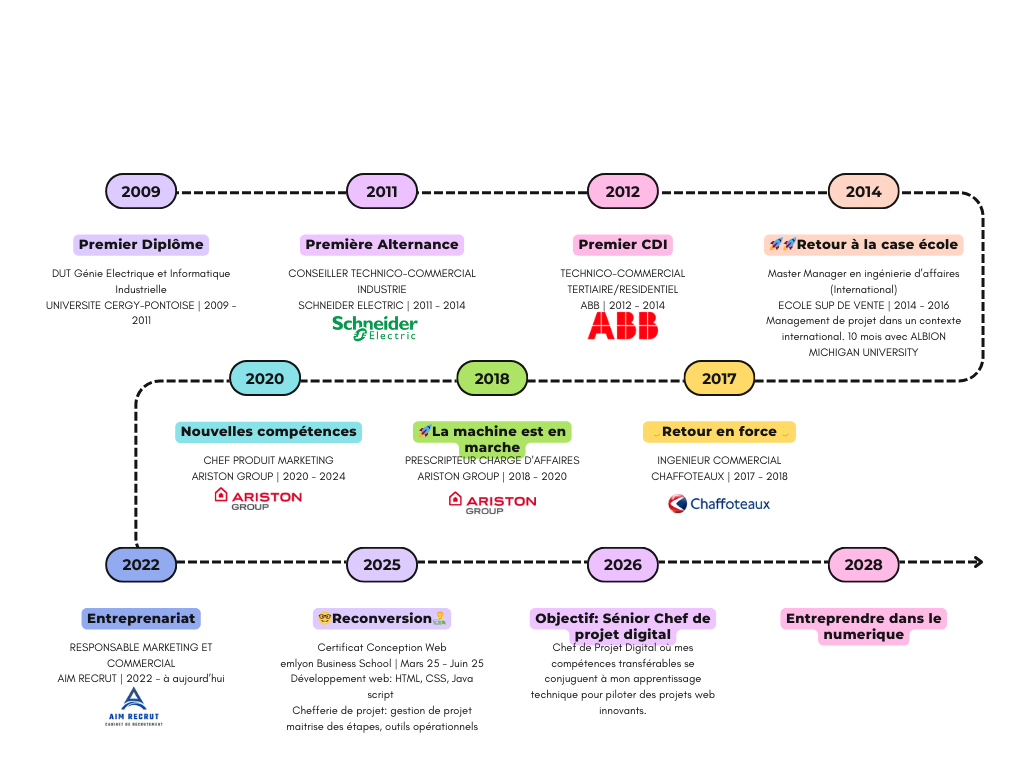 2009
2011
2012
2014
Premier Diplôme
DUT Génie Electrique et Informatique
Industrielle
UNIVERSITE CERGY-PONTOISE | 2009 -
2011
Première Alternance
CONSEILLER TECHNICO-COMMERCIAL
INDUSTRIE
SCHNEIDER ELECTRIC | 2011 - 2014
Schneider
Electric
Premier CDI
TECHNICO-COMMERCIAL
TERTIAIRE/RESIDENTIEL
ABB | 2012 - 2014
ABB
🚀🚀Retour à la case école
Master Manager en ingénierie d'affaires
(International)
ECOLE SUP DE VENTE | 2014 - 2016
Management de projet dans un contexte
international. 10 mois avec ALBION
MICHIGAN UNIVERSITY
2020
2018
2017
Nouvelles compétences
CHEF PRODUIT MARKETING
ARISTON GROUP | 2020 - 2024
ARISTON
GROUP
🚀La machine est en
marche
PRESCRIPTEUR CHARGE D'AFFAIRES
ARISTON GROUP | 2018 - 2020
ARISTON
GROUP
Retour en force
INGENIEUR COMMERCIAL
CHAFFOTEAUX | 2017 - 2018
Chaffoteaux
2022
2025
2026
2028
Entreprenariat
RESPONSABLE MARKETING ET
COMMERCIAL
AIM RECRUT | 2022 - à aujourd'hui
AIM RECRUT
CABINET DE RECRUTEMENT
🤓Reconversion👨‍💻
Certificat Conception Web
emlyon Business School | Mars 25 - Juin 25
Développement web: HTML, CSS, Java
script
Chefferie de projet: gestion de projet
maitrise des étapes, outils opérationnels
Objectif: Sénior Chef de
projet digital
Chef de Projet Digital où mes
compétences transférables se
conjuguent à mon apprentissage
technique pour piloter des projets web
innovants.
Entreprendre dans le
numerique